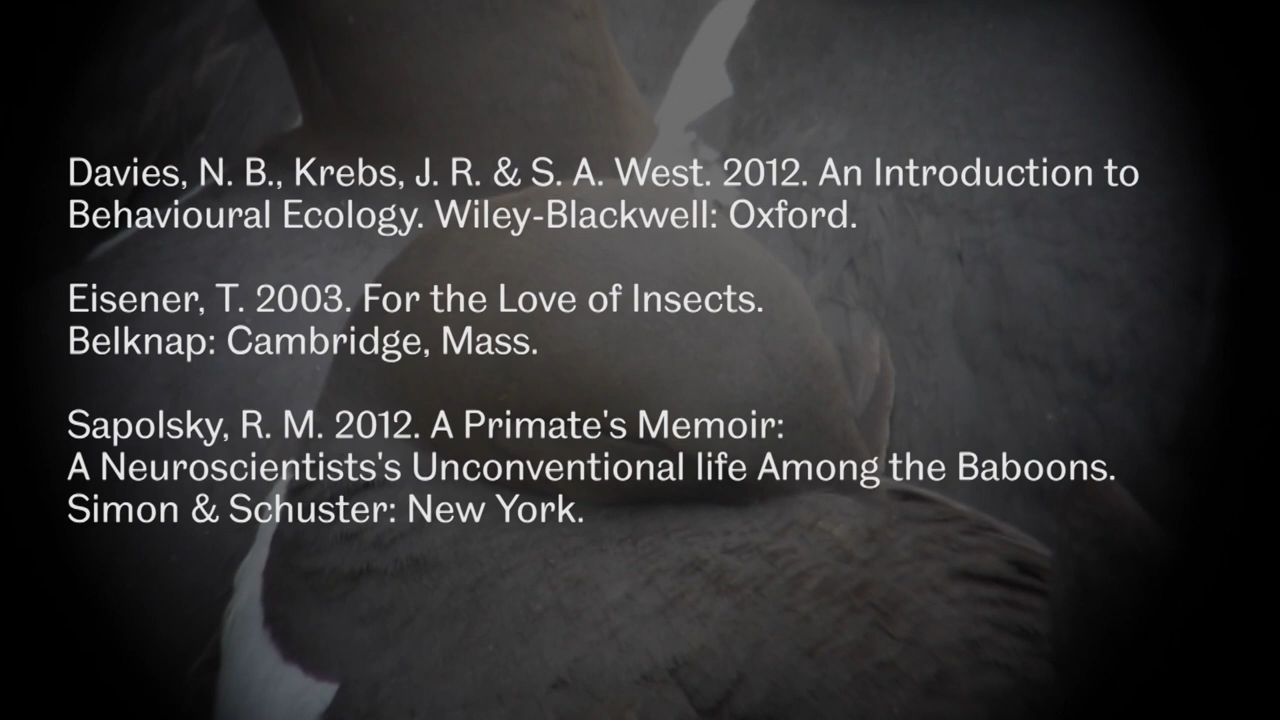 Davies, N. B., Krebs, J. R. & S. A. West. 2012. An Introduction to
Behavioural Ecology. Wiley-Blackwell: Oxford.
Eisener, T. 2003. For the Love of Insects.
Belknap: Cambridge, Mass.
Sapolsky, R. M. 2012. A Primate's Memoir:
A Neuroscientists's Unconventional life Among the Baboons.
Simon & Schuster: New York.